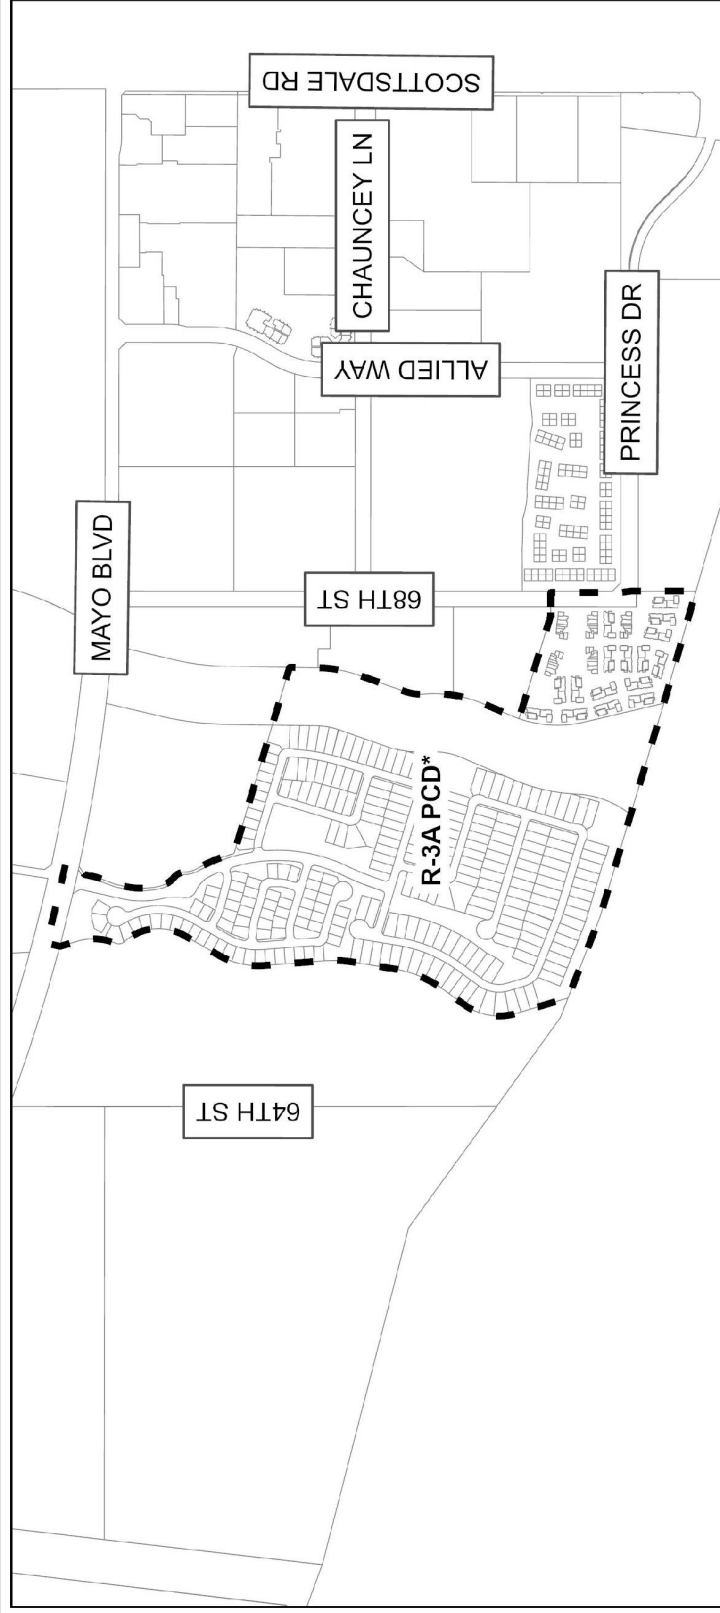 SCOTTSDALE RD
CHAUNCEY LN
PRINCESS DR
ALLIED WAY
MAYO BLVD
68TH ST
R-3A PCD*
64TH ST